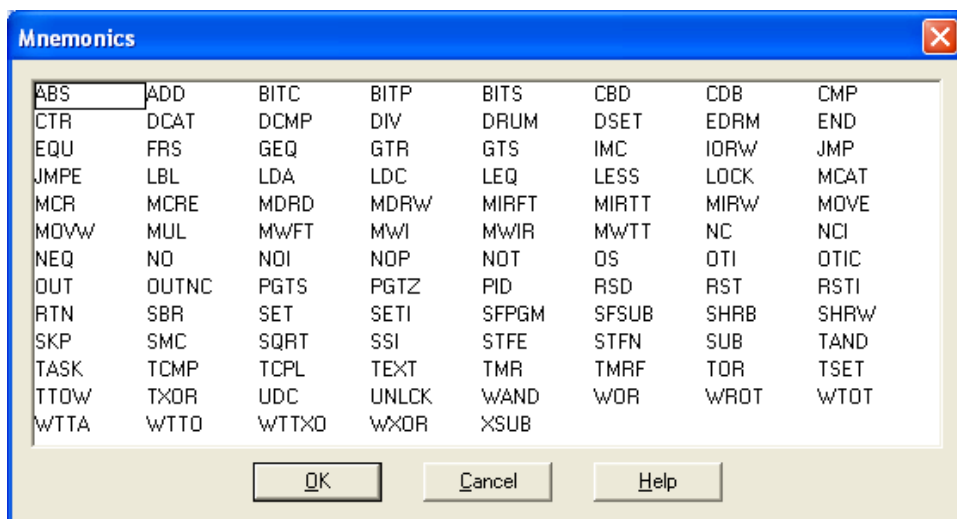 Mnemonics
ABS ADD BITC BITP BITS CBD CDB CMP
CTR DCAT DCMP DIV DRUM DSET EDRM END
EQU FRS GEQ GTR GTS IMC IORW JMP
JMPE LBL LDA LDC LEQ LESS LOCK MCAT
MCR MCRE MDRD MDRW MIRFT MIRTT MIRW MOVE
MOVW MUL MWFT MWI MWIR MWTT NC NCI
NEQ NO NOI NOP NOT OS OTI OTIC
OUT OUTNC PGTS PGTZ PID RSD RST RSTI
RTN SBR SET SETI SFPGM SFSUB SHRB SHRW
SKP SMC SQRT SSI STFE STFN SUB TAND
TASK TCMP TCPL TEXT TMR TMRF TOR TSET
TTOW TXOR UDC UNLCK WAND WOR WROT WTOT
WTTA WTTO WTTXO WXOR XSUB
OK Cancel Help